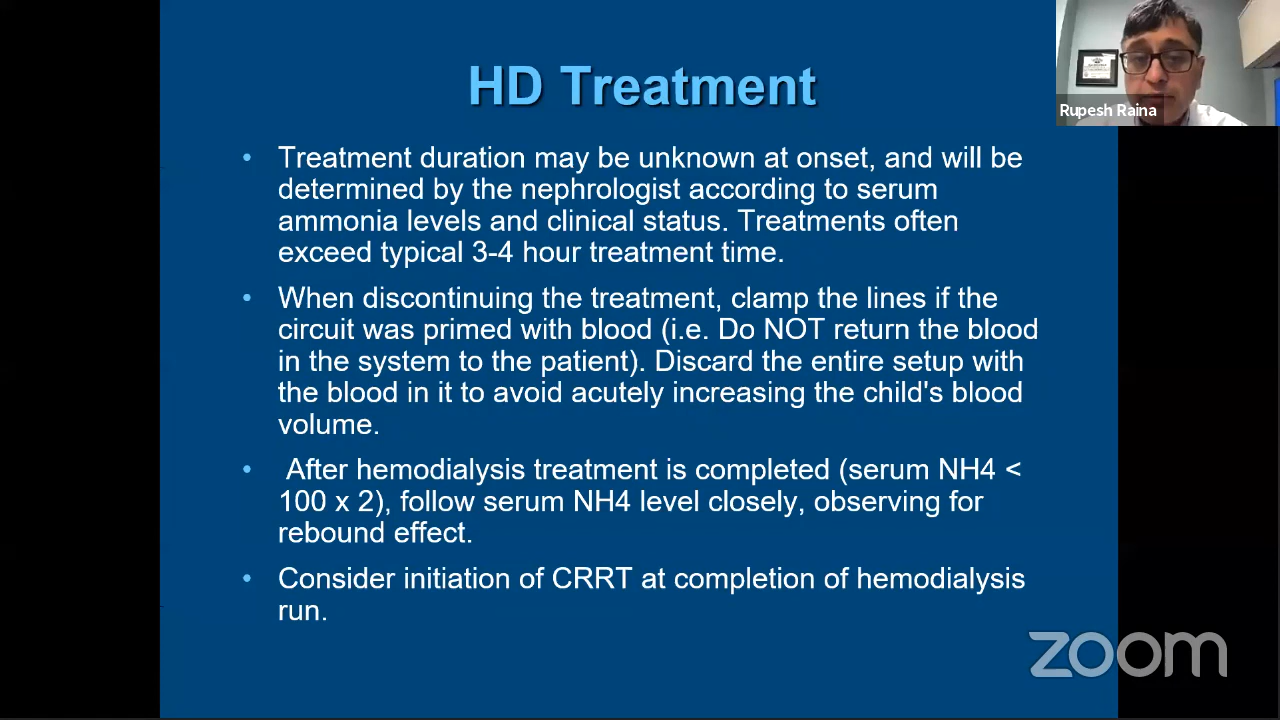 HD Treatment
Rupesh Raina
• Treatment duration may be unknown at onset, and will be
determined by the nephrologist according to serum
ammonia levels and clinical status. Treatments often
exceed typical 3-4 hour treatment time.
• When discontinuing the treatment, clamp the lines if the
circuit was primed with blood (i.e. Do NOT return the blood
in the system to the patient). Discard the entire setup with
the blood in it to avoid acutely increasing the child's blood
volume.
• After hemodialysis treatment is completed (serum NH4 <
100 x 2), follow serum NH4 level closely, observing for
rebound effect.
• Consider initiation of CRRT at completion of hemodialysis
run.
zoom